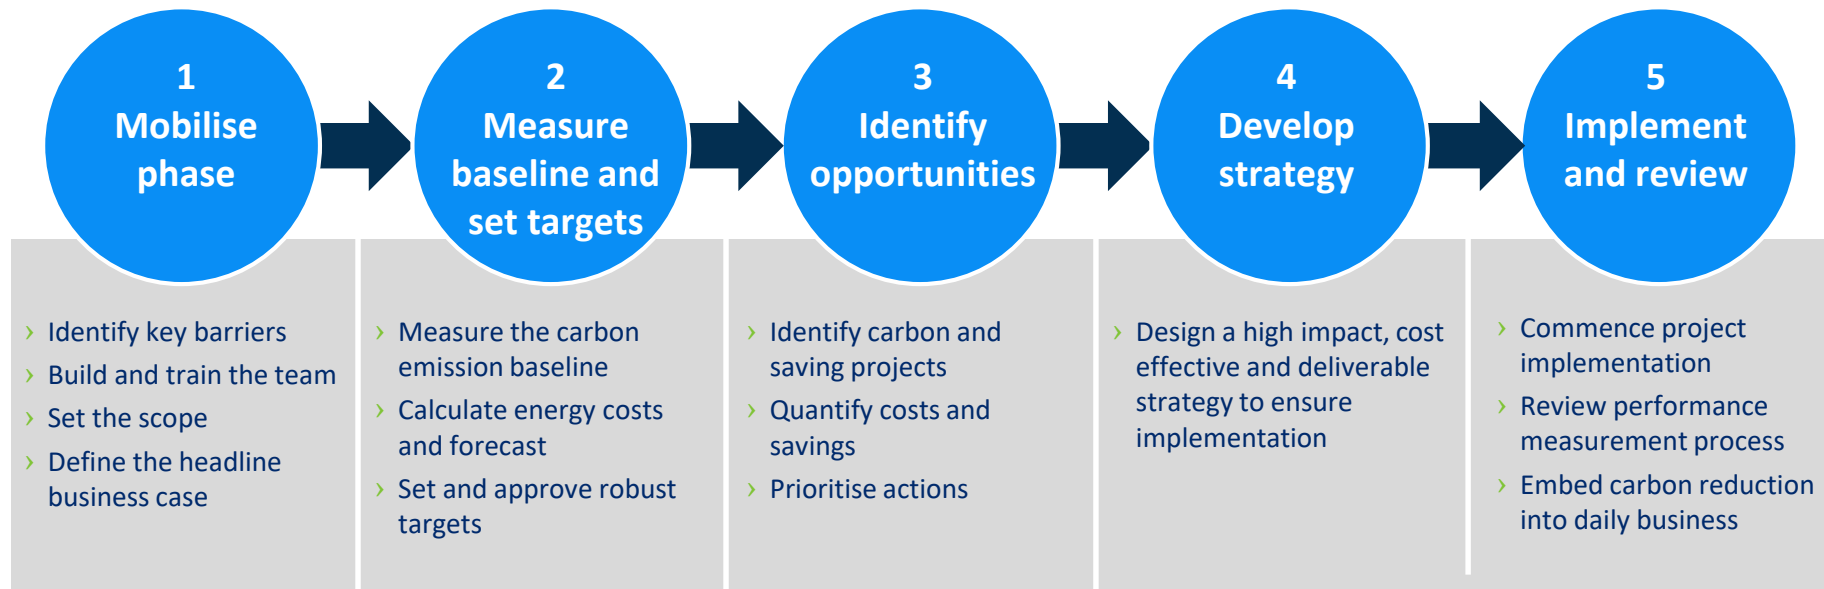 1
Mobilise
phase
2
Measure
baseline and
set targets
3
Identify
opportunities
4
Develop
strategy
5
Implement
and review
› Identify key barriers
› Build and train the team
› Set the scope
› Define the headline
business case
› Measure the carbon
emission baseline
› Calculate energy costs
and forecast
› Set and approve robust
targets
› Identify carbon and
saving projects
› Quantify costs and
savings
› Prioritise actions
› Design a high impact, cost
effective and deliverable
strategy to ensure
implementation
› Commence project
implementation
› Review performance
measurement process
› Embed carbon reduction
into daily business